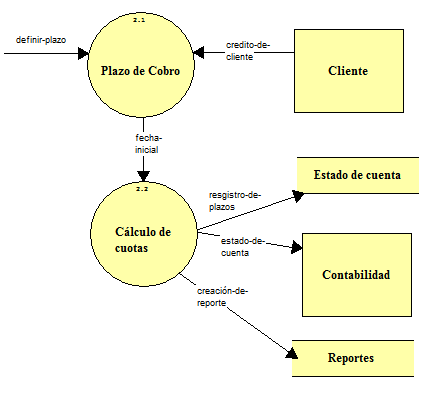 2.1
definir-plazo
Plazo de Cobro
credito-de-
cliente
Cliente
fecha-
inicial
2.2
Cálculo de
cuotas
resgistro-de-
plazos
Estado de cuenta
estado-de-
cuenta
Contabilidad
creación-de-
reporte
Reportes